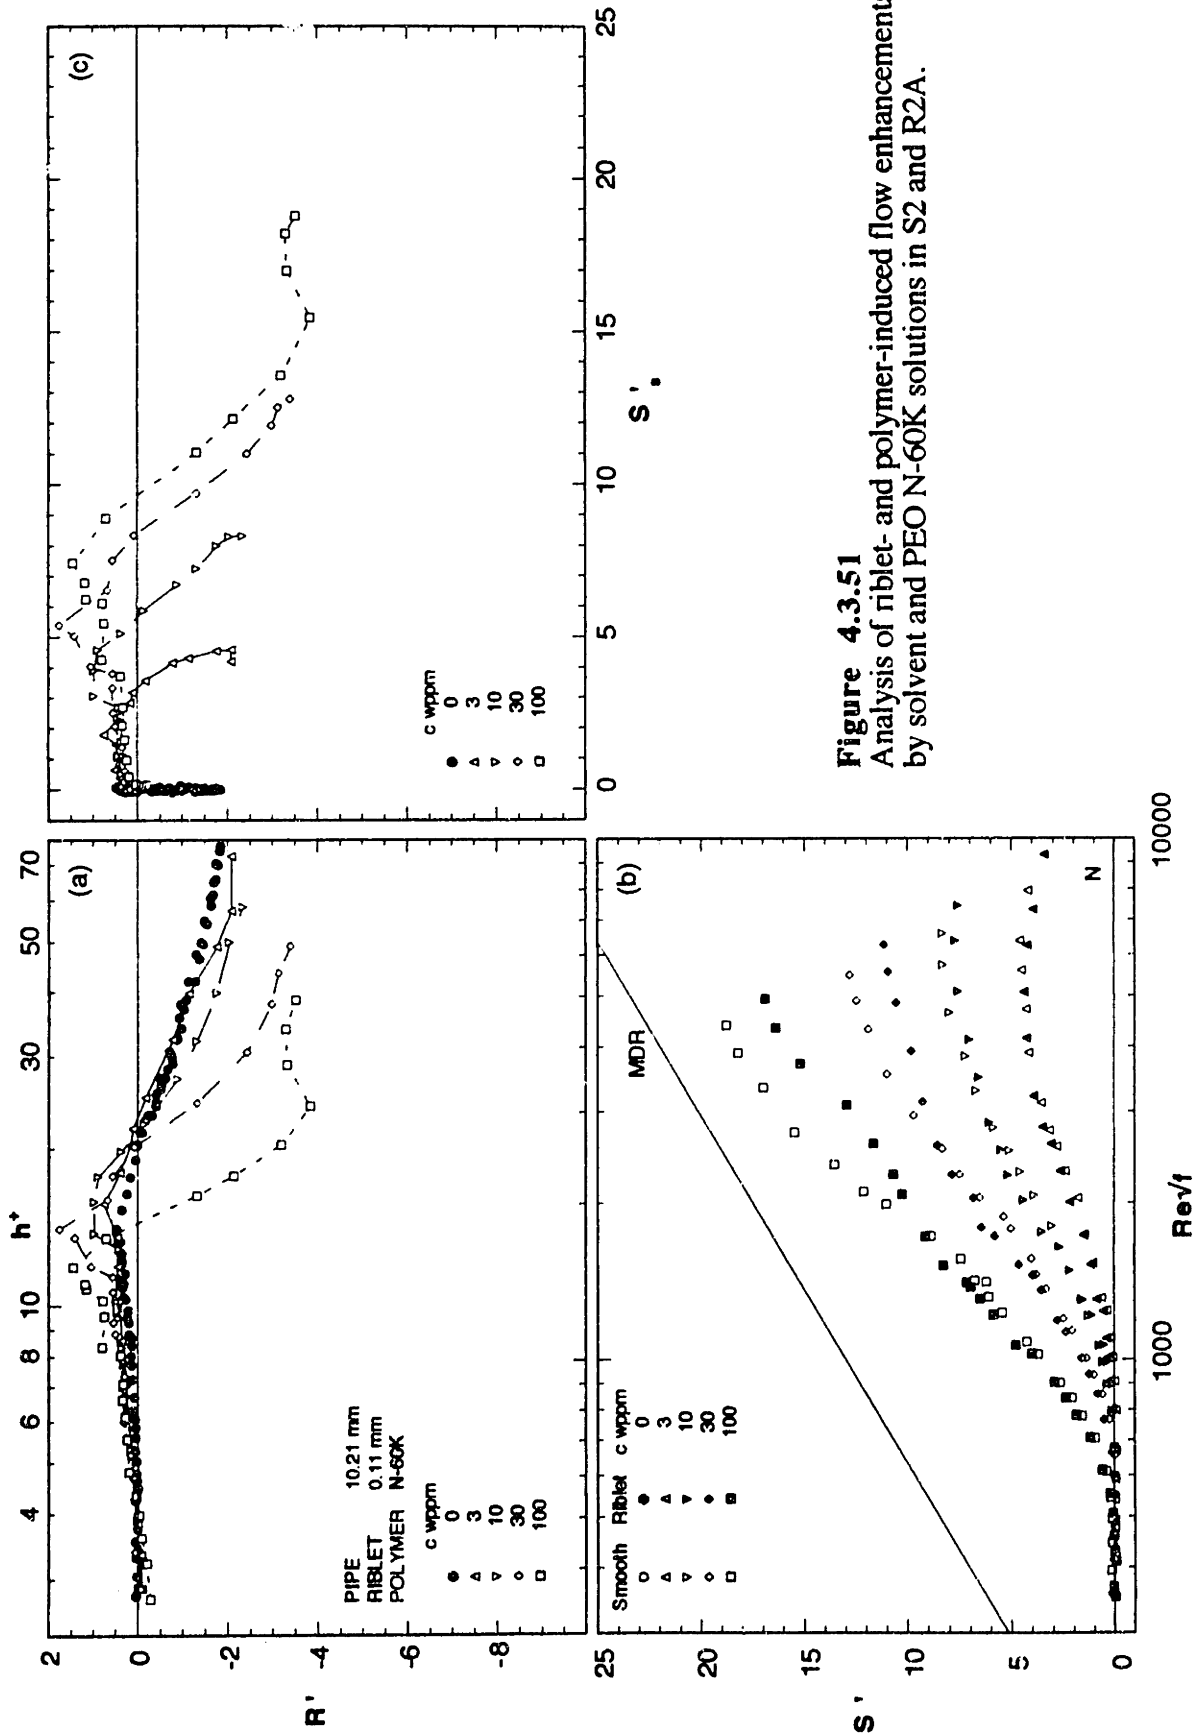 h+
4
6
8
10
30
50
70
(a)
2
0
-2
-4
-6
-8
R'
PIPE 10.21 mm
RIBLET 0.11 mm
POLYMER N-60K
c wppm
0
3
10
30
100
(c)
c wppm
0
3
10
30
100
0
5
10
15
20
25
S's
25
20
15
10
5
0
S'
(b)
MDR
N
Smooth Riblet c wppm
0
3
10
30
100
1000
10000
Re√f
Figure 4.3.51
Analysis of riblet- and polymer-induced flow enhancement
by solvent and PEO N-60K solutions in S2 and R2A.